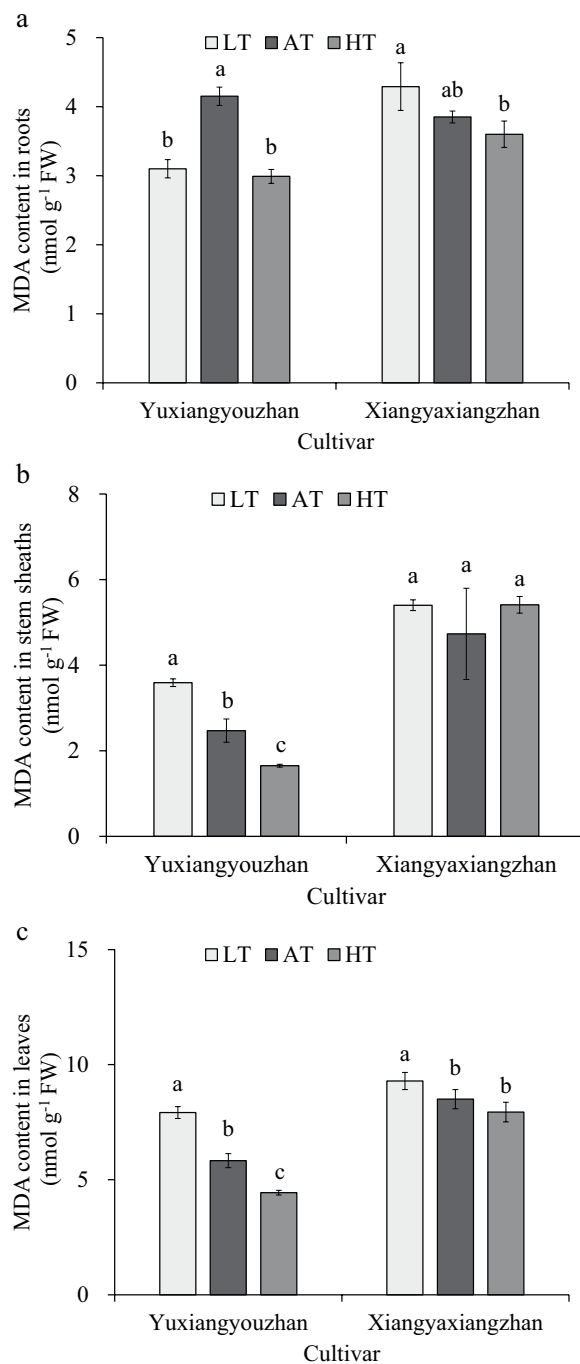 a
MDA content in roots
(nmol g⁻¹ FW)
5
4
3
2
1
0
LT AT HT
b
a
b
a
ab
b
Yuxiangyouzhan Xiangyaxiangzhan
Cultivar
b
MDA content in stem sheaths
(nmol g⁻¹ FW)
8
6
4
2
0
LT AT HT
a
b
c
a
a
a
Yuxiangyouzhan Xiangyaxiangzhan
Cultivar
c
MDA content in leaves
(nmol g⁻¹ FW)
15
10
5
0
LT AT HT
a
b
c
a
b
b
Yuxiangyouzhan Xiangyaxiangzhan
Cultivar